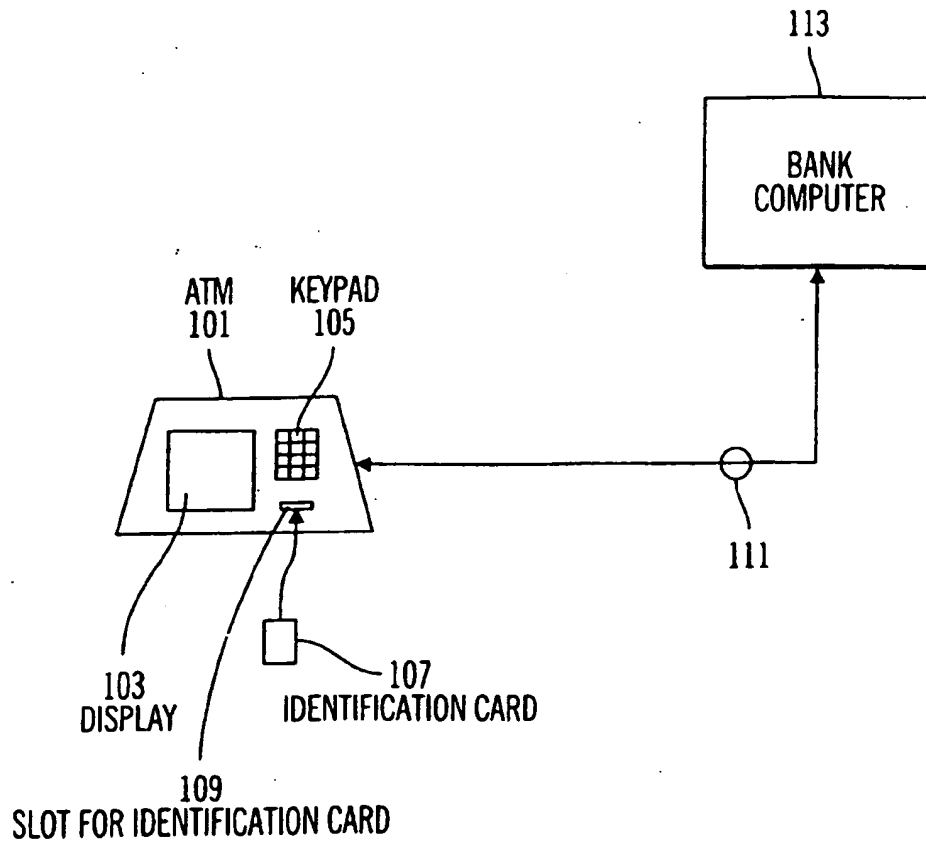 113
BANK
COMPUTER
ATM
101
KEYPAD
105
111
103
DISPLAY
107
IDENTIFICATION CARD
109
SLOT FOR IDENTIFICATION CARD